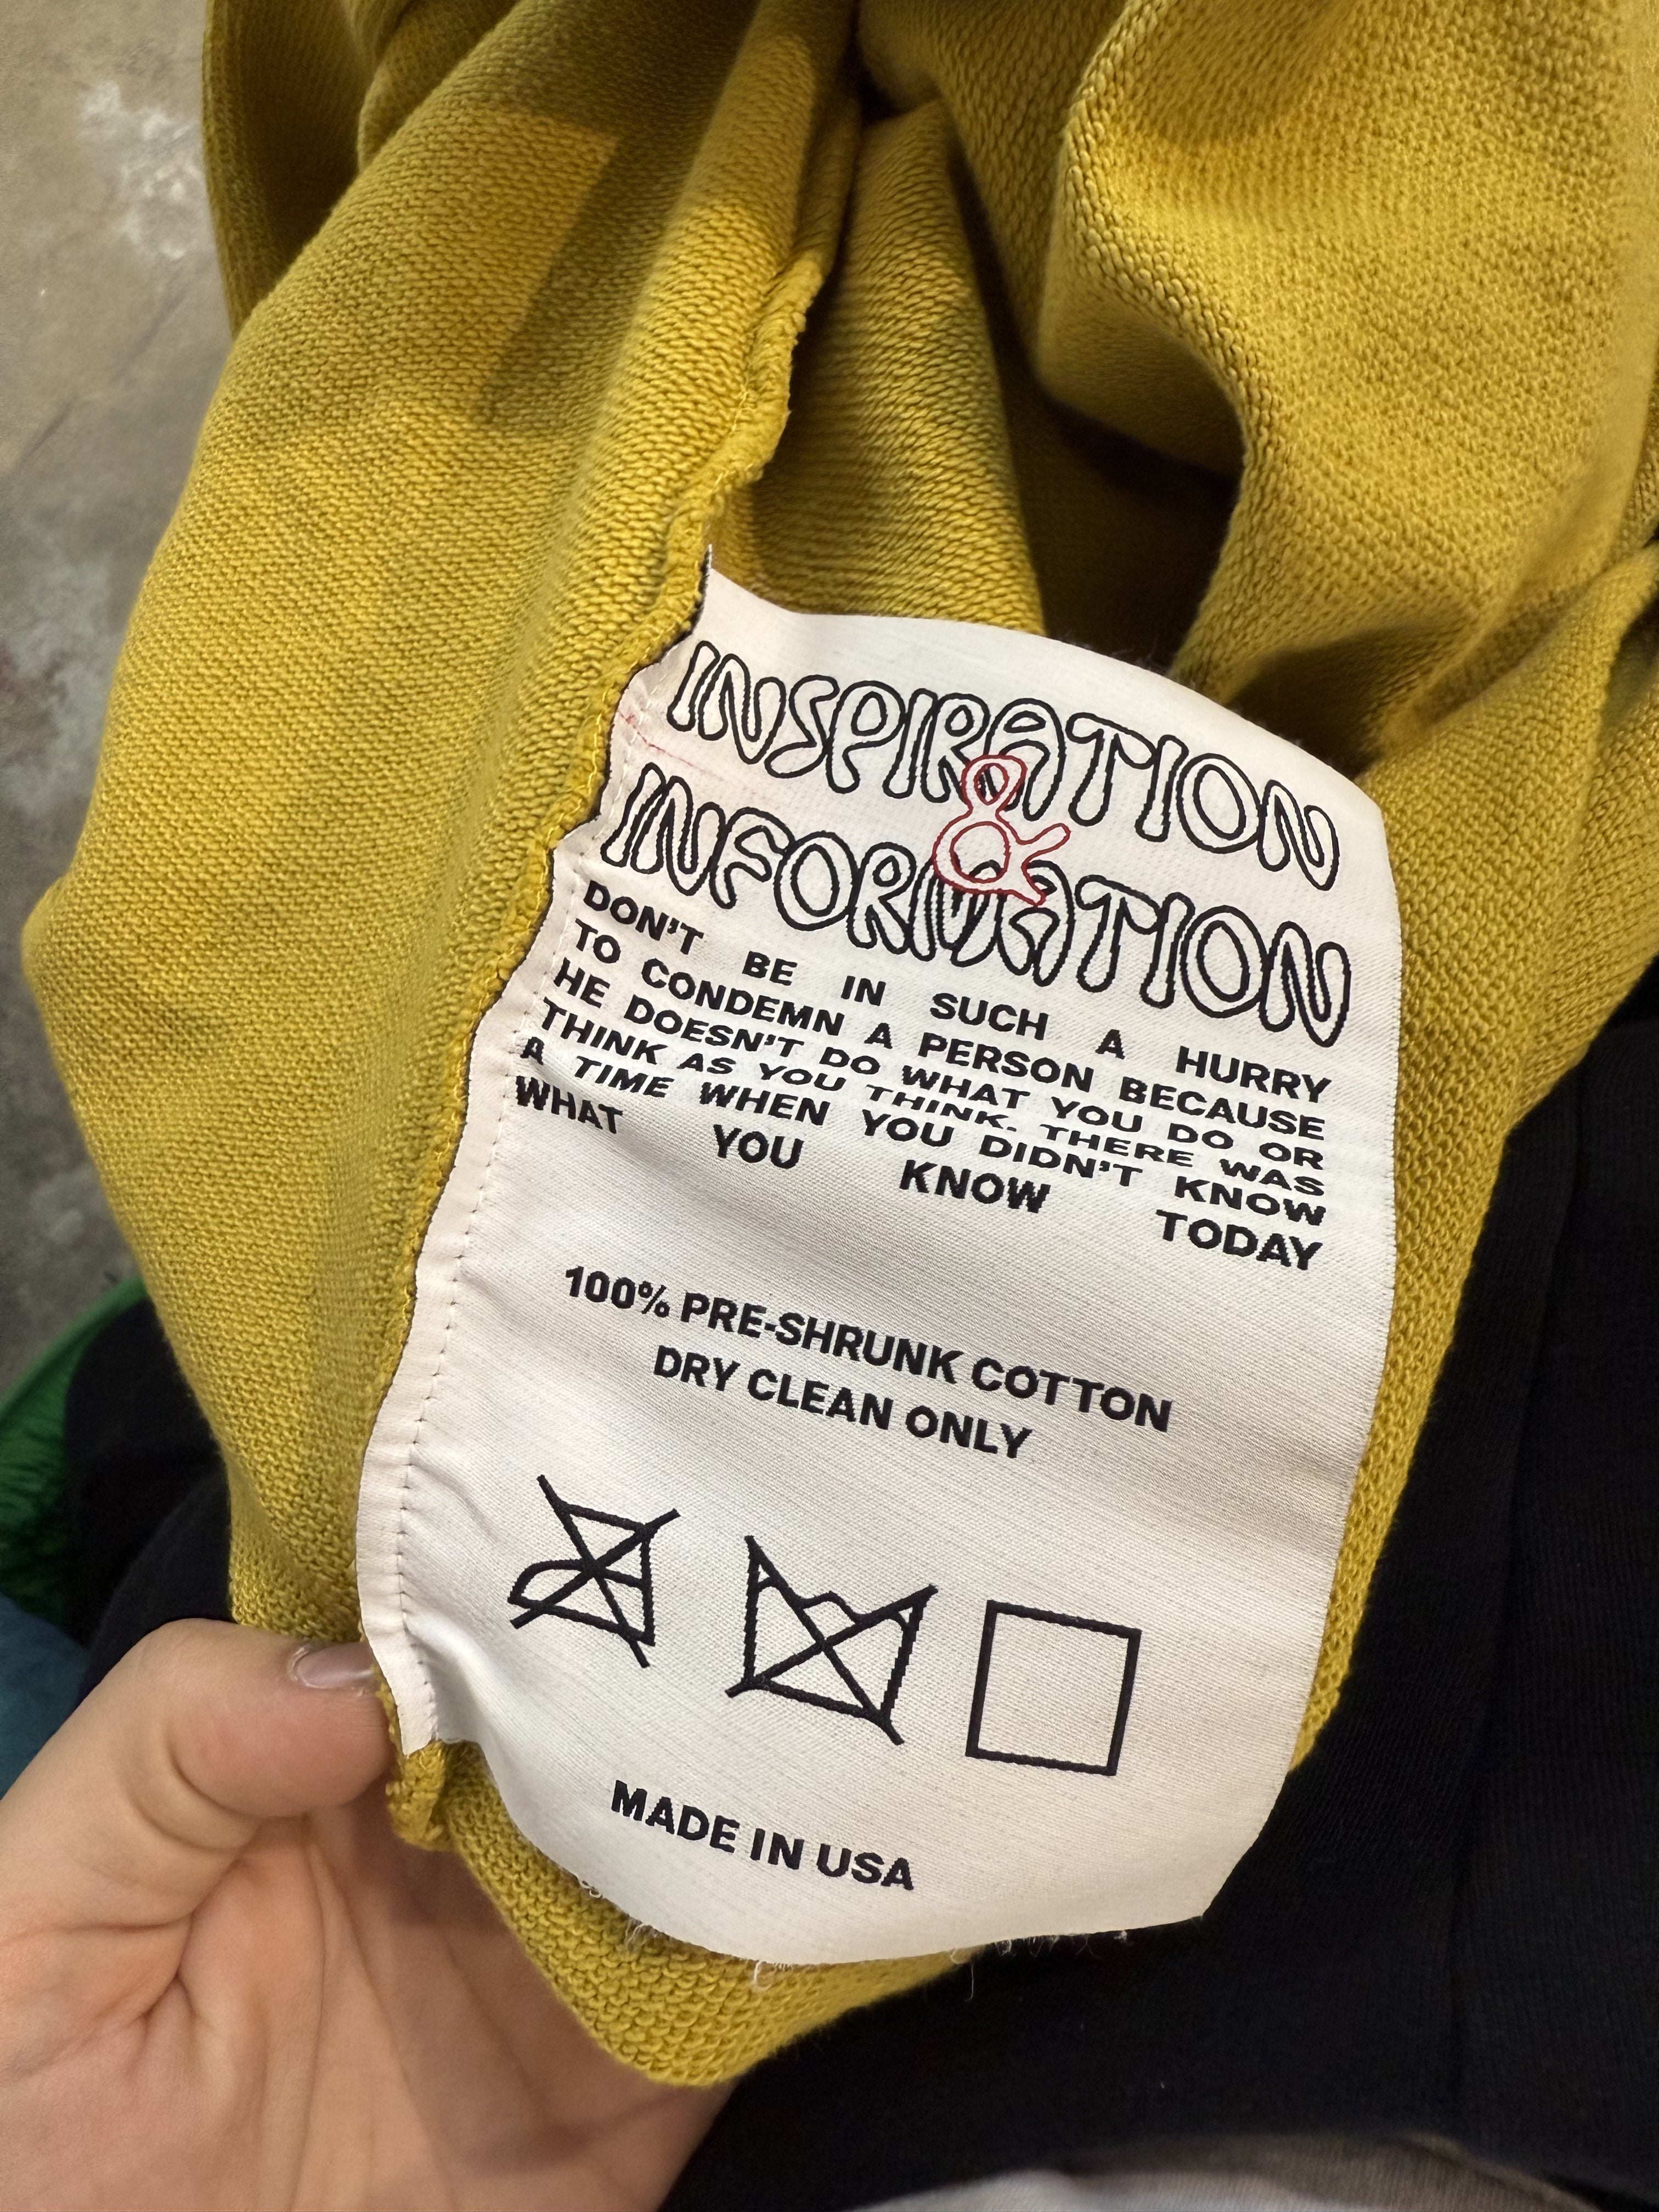 INSPIRATION
&
INFORMATION
DON'T BE IN SUCH A HURRY
TO CONDEMN A PERSON BECAUSE
HE DOESN'T DO WHAT YOU DO OR
THINK AS YOU THINK. THERE WAS
A TIME WHEN YOU DIDN'T KNOW
WHAT YOU KNOW TODAY
100% PRE-SHRUNK COTTON
DRY CLEAN ONLY
MADE IN USA